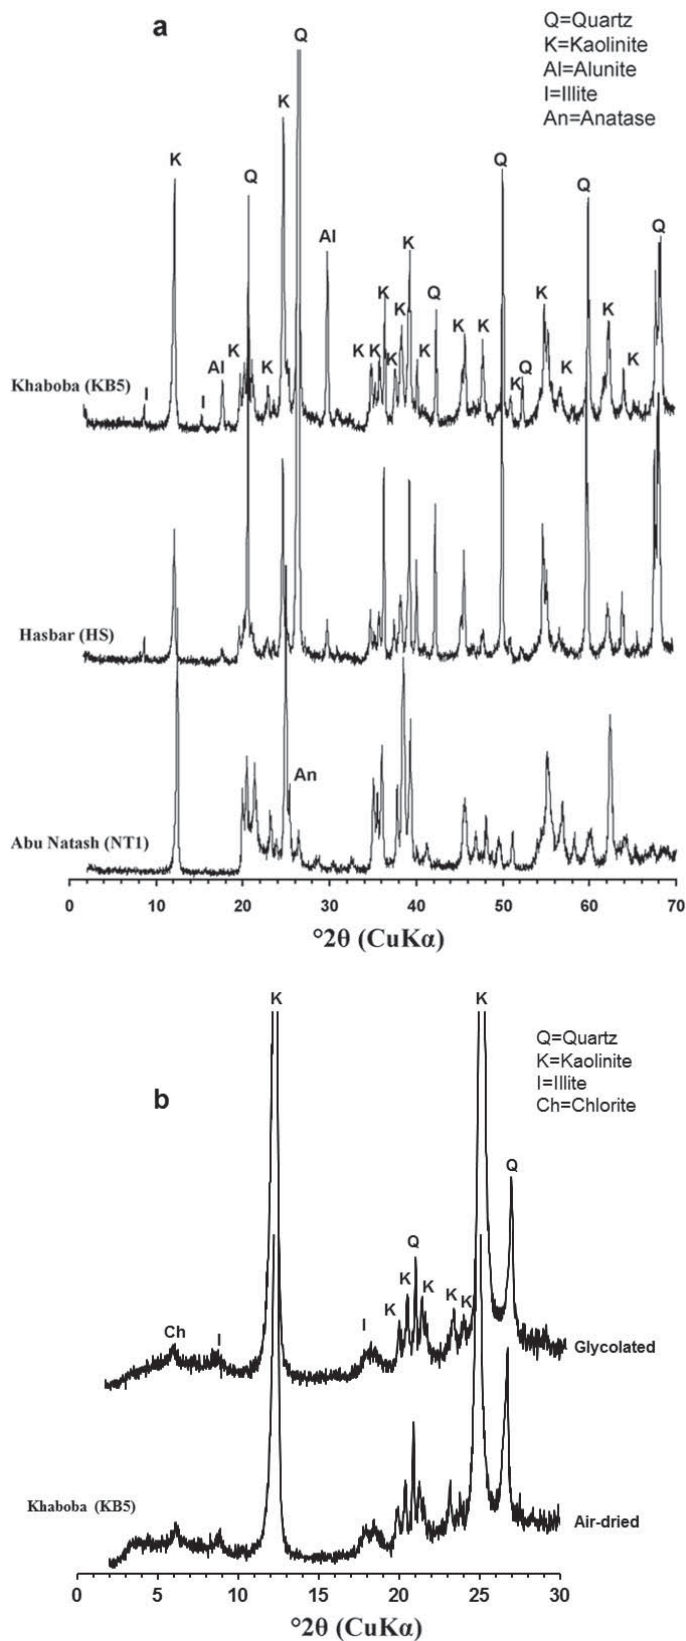 a
Q=Quartz
K=Kaolinite
Al=Alunite
I=Illite
An=Anatase
Q
K
K
Q
Q
Q
Al
K
Q
Q
I
I
Al
K
K
K
K
K
K
K
K
K
K
K
Q
K
K
K
K
Khaboba (KB5)
Hasbar (HS)
An
Abu Natash (NT1)
0 10 20 30 40 50 60 70
°2θ (CuKα)
K K
b
Q=Quartz
K=Kaolinite
I=Illite
Ch=Chlorite
Q
Q
K
K
K K
K
Ch
I
I
Glycolated
Khaboba (KB5)
Air-dried
0 5 10 15 20 25 30
°2θ (CuKα)